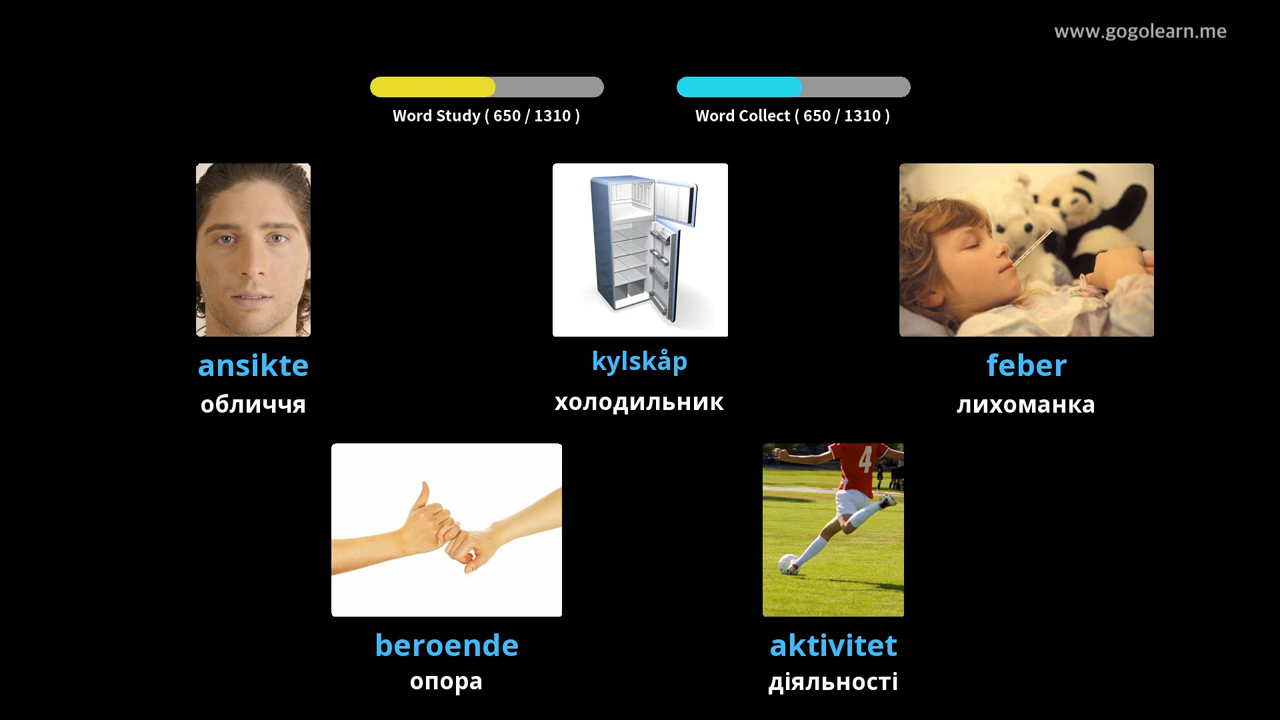 www.gogolearn.me
Word Study ( 650 / 1310 )
Word Collect ( 650 / 1310 )
ansikte
обличчя
kylskåp
холодильник
feber
лихоманка
4
beroende
опора
aktivitet
діяльності